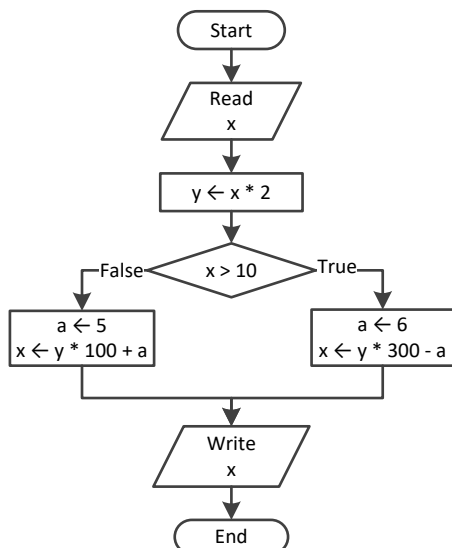 Start
Read
x
y ← x * 2
x > 10
False
True
a ← 5
x ← y * 100 + a
a ← 6
x ← y * 300 - a
Write
x
End